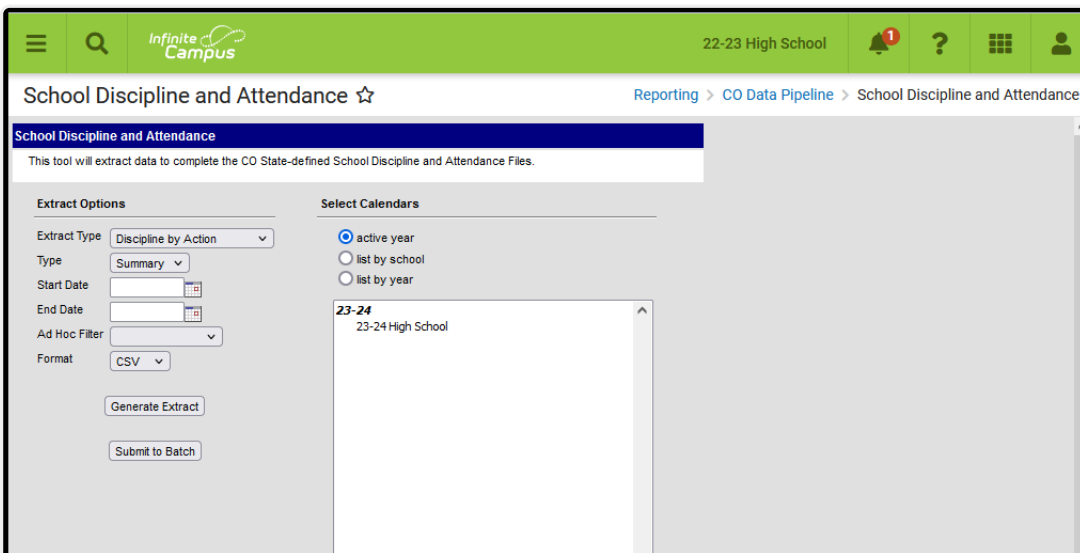 Infinite Campus
22-23 High School
1
?
School Discipline and Attendance
Reporting > CO Data Pipeline > School Discipline and Attendance
School Discipline and Attendance
This tool will extract data to complete the CO State-defined School Discipline and Attendance Files.
Extract Options
Extract Type Discipline by Action
Type Summary
Start Date
End Date
Ad Hoc Filter
Format CSV
Generate Extract
Submit to Batch
Select Calendars
active year
list by school
list by year
23-24
23-24 High School